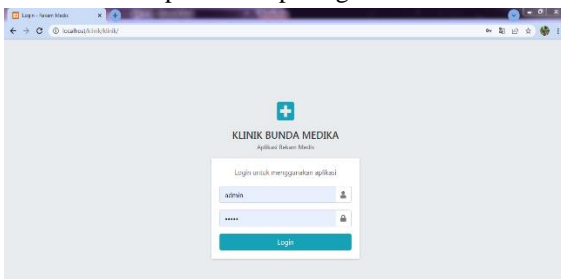 Login - Rekam Medis
localhost/klinik/klinik/
KLINIK BUNDA MEDIKA
Aplikasi Rekam Medis
Login untuk menggunakan aplikasi
admin
•••••
Login